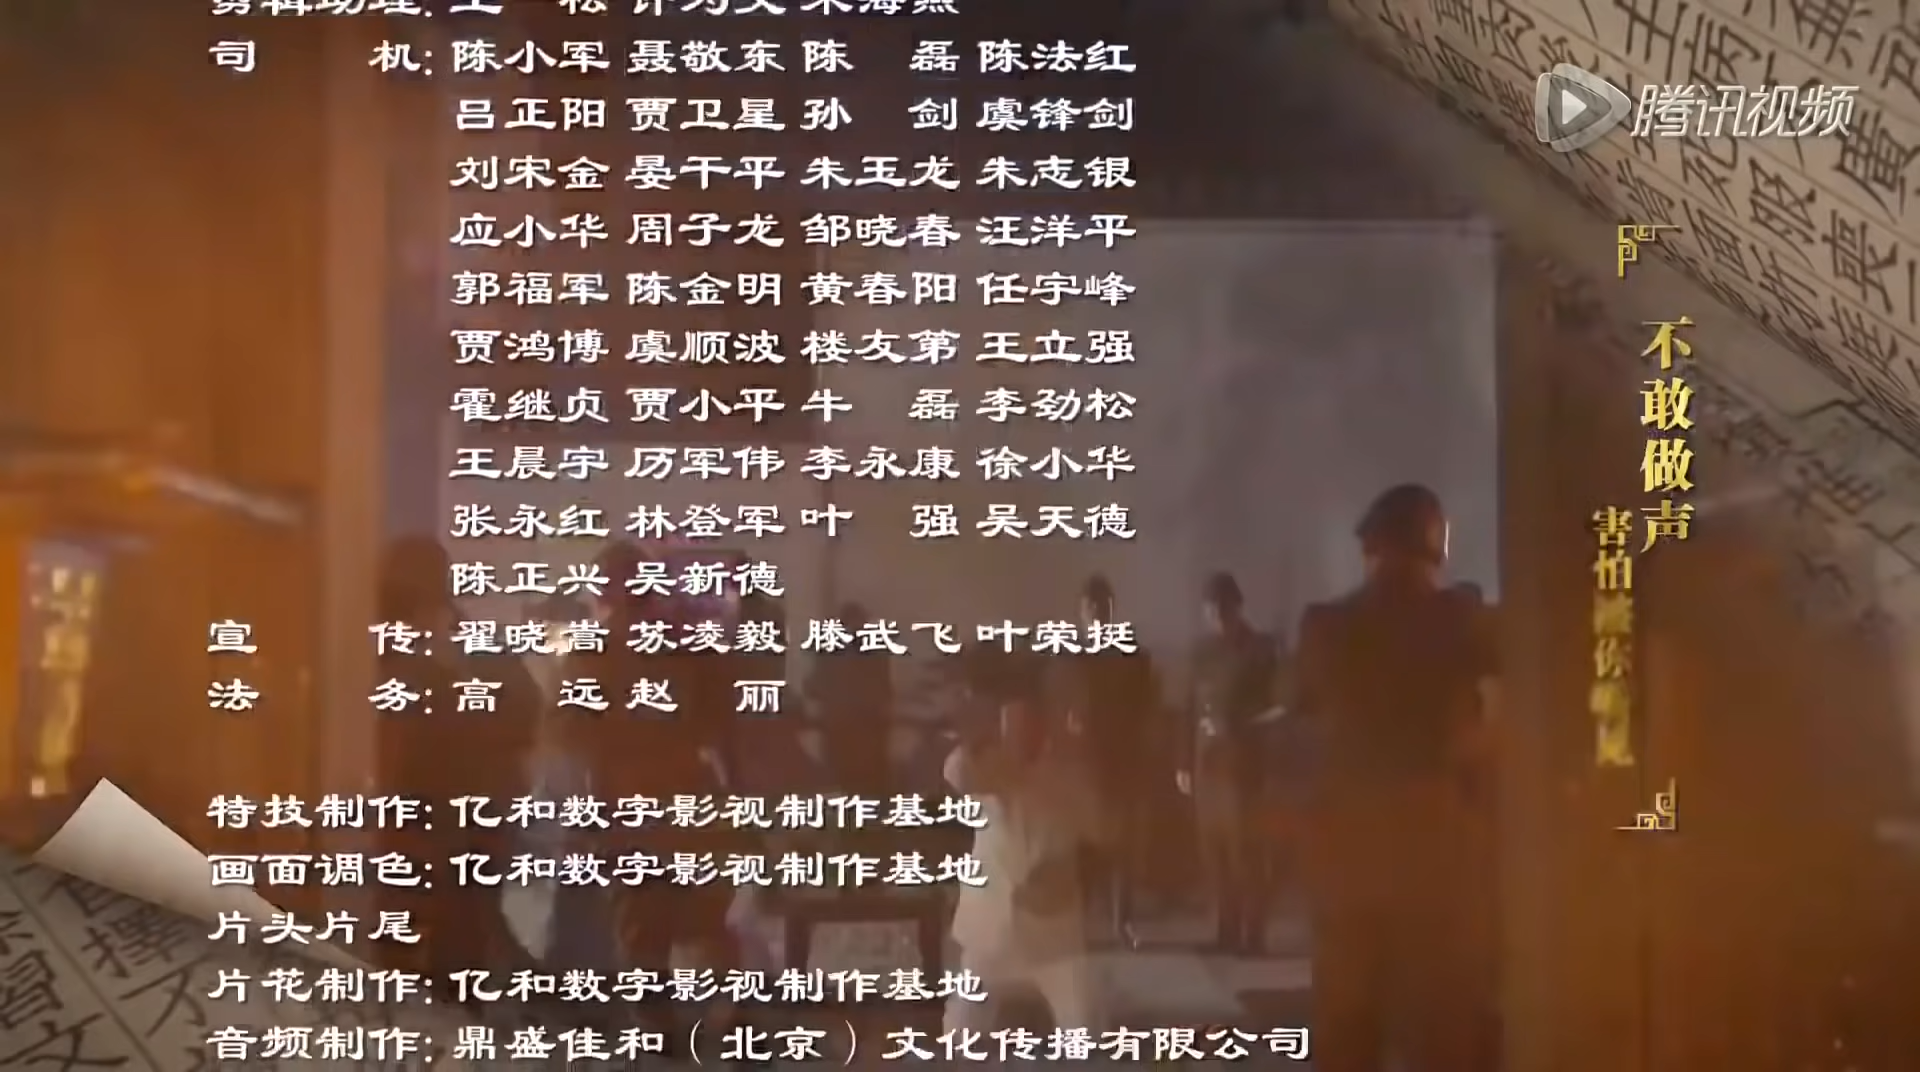 司 机: 陈小军 聂敬东 陈 磊 陈法红
吕正阳 贾卫星 孙 剑 虞锋剑
刘宋金 晏干平 朱玉龙 朱志银
应小华 周子龙 邹晓春 汪洋平
郭福军 陈金明 黄春阳 任宇峰
贾鸿博 虞顺波 楼友第 王立强
霍继贞 贾小平 牛 磊 李劲松
王晨宇 厉军伟 李永康 徐小华
张永红 林登军 叶 强 吴天德
陈正兴 吴新德
宣 传: 翟晓嵩 苏凌毅 滕武飞 叶荣挺
法 务: 高 远 赵 丽
特技制作: 亿和数字影视制作基地
画面调色: 亿和数字影视制作基地
片头片尾
片花制作: 亿和数字影视制作基地
音频制作: 鼎盛佳和（北京）文化传播有限公司
腾讯视频
不敢做声
害怕被你